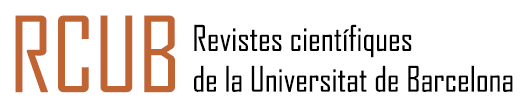 RCUB
Revistes científiques
de la Universitat de Barcelona